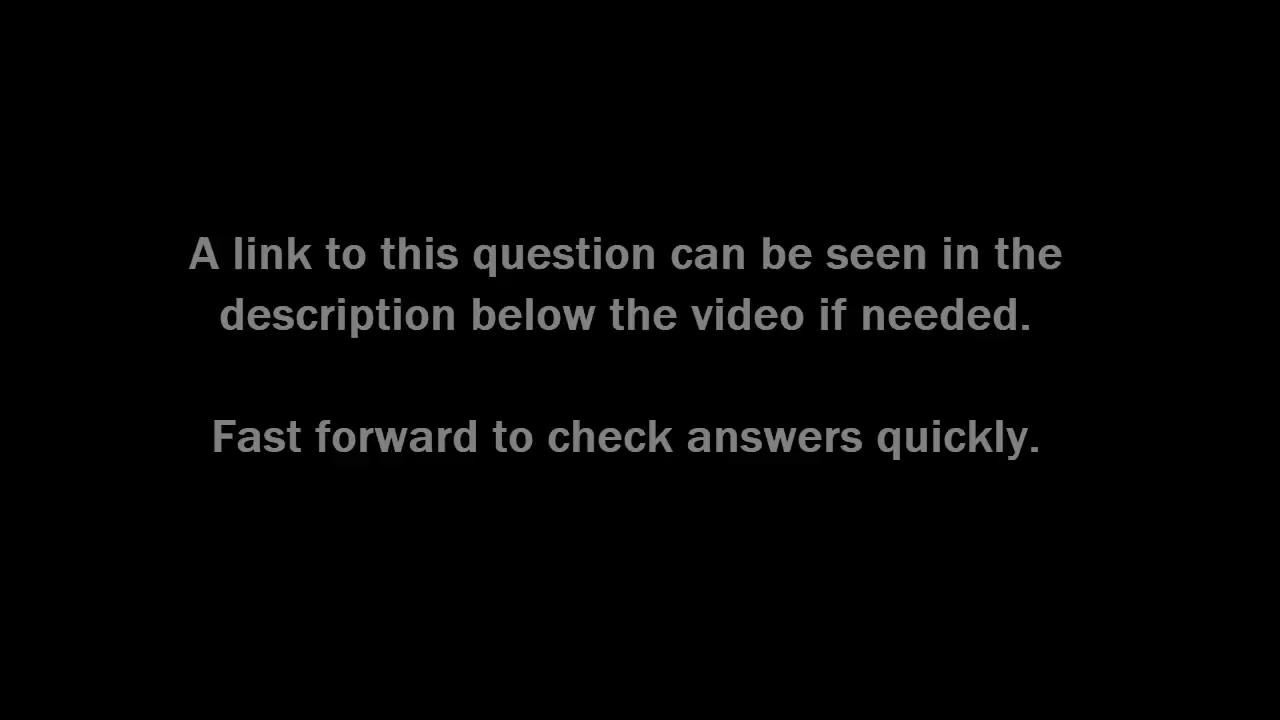 A link to this question can be seen in the
description below the video if needed.
Fast forward to check answers quickly.